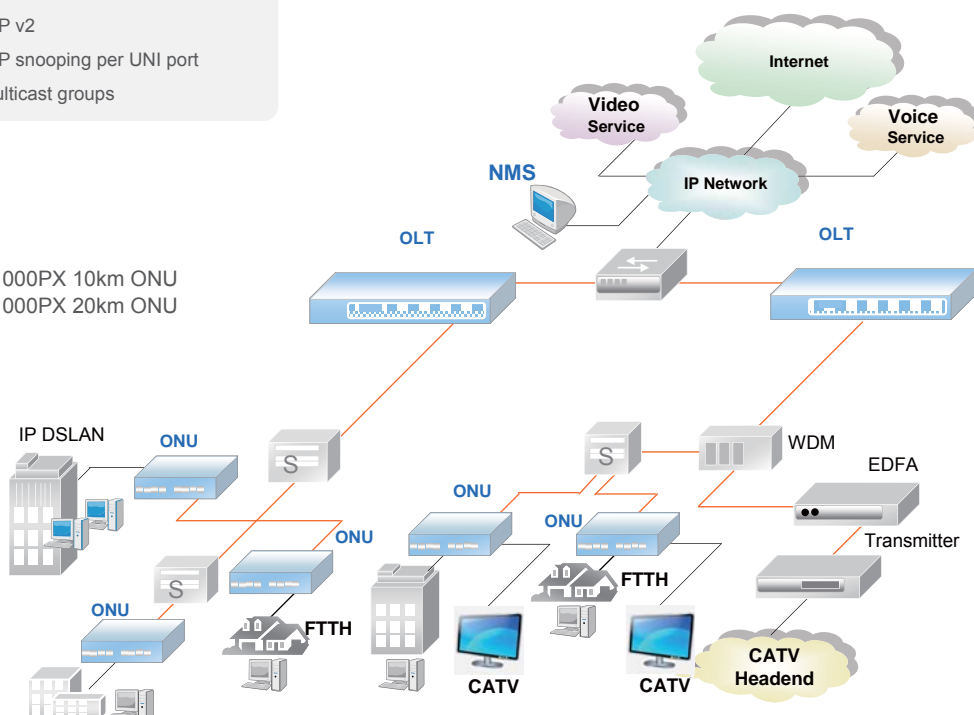 P v2
P snooping per UNI port
ulticast groups
Internet
Video
Service
Voice
Service
NMS
IP Network
OLT
OLT
000PX 10km ONU
000PX 20km ONU
IP DSLAN
ONU
S
S
WDM
EDFA
ONU
ONU
ONU
Transmitter
S
FTTH
ONU
FTTH
CATV
Headend
CATV
CATV